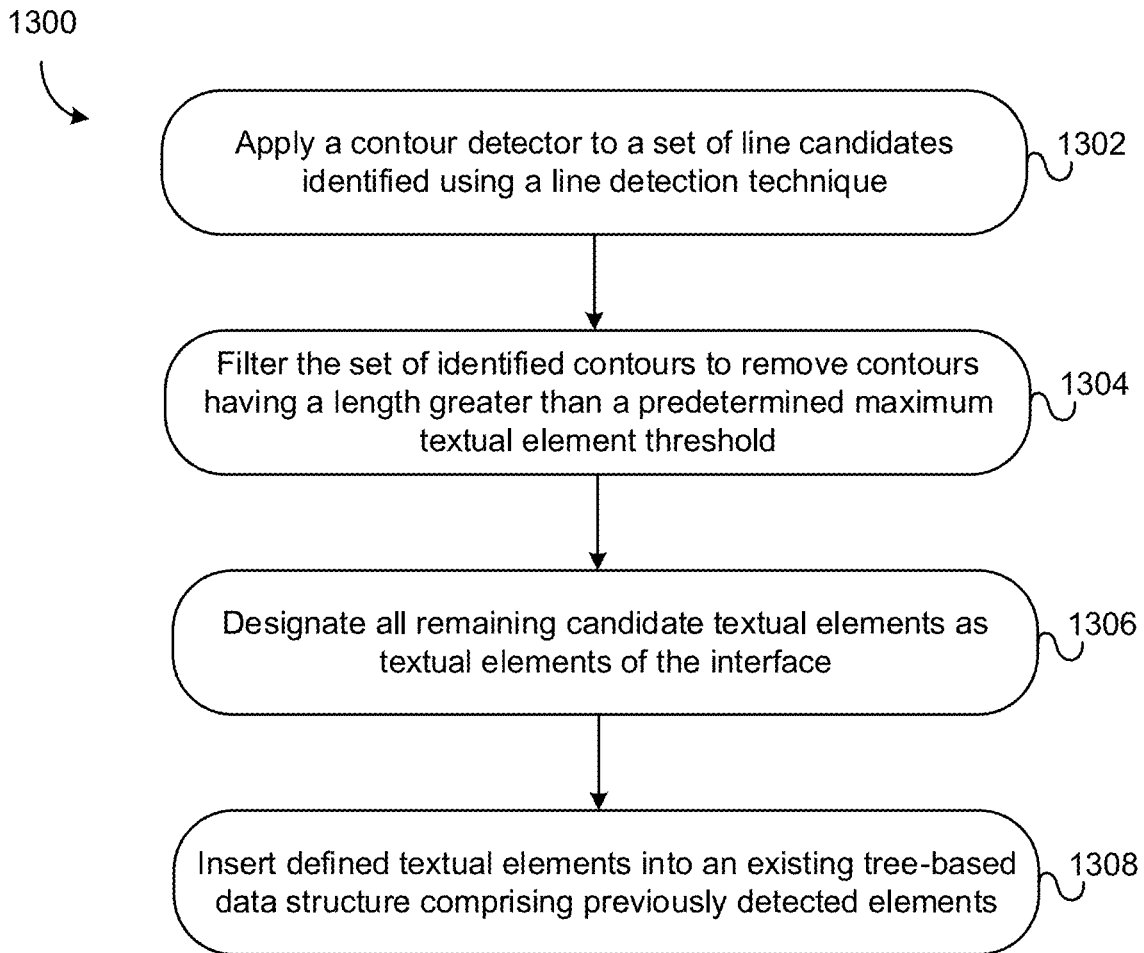 1300
Apply a contour detector to a set of line candidates
identified using a line detection technique
1302
Filter the set of identified contours to remove contours
having a length greater than a predetermined maximum
textual element threshold
1304
Designate all remaining candidate textual elements as
textual elements of the interface
1306
Insert defined textual elements into an existing tree-based
data structure comprising previously detected elements
1308